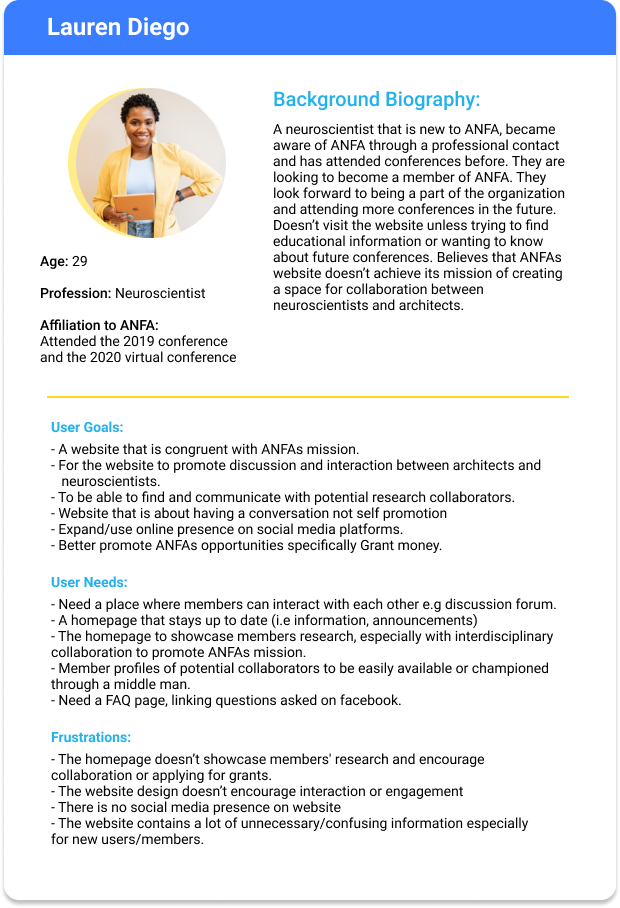 Lauren Diego
Background Biography:
A neuroscientist that is new to ANFA, became
aware of ANFA through a professional contact
and has attended conferences before. They are
looking to become a member of ANFA. They
look forward to being a part of the organization
and attending more conferences in the future.
Doesn't visit the website unless trying to find
educational information or wanting to know
about future conferences. Believes that ANFAs
website doesn't achieve its mission of creating
a space for collaboration between
neuroscientists and architects.
Age: 29
Profession: Neuroscientist
Affiliation to ANFA:
Attended the 2019 conference
and the 2020 virtual conference
User Goals:
- A website that is congruent with ANFAs mission.
- For the website to promote discussion and interaction between architects and
neuroscientists.
- To be able to find and communicate with potential research collaborators.
- Website that is about having a conversation not self promotion
- Expand/use online presence on social media platforms.
- Better promote ANFAs opportunities specifically Grant money.
User Needs:
- Need a place where members can interact with each other e.g discussion forum.
- A homepage that stays up to date (i.e information, announcements)
- The homepage to showcase members research, especially with interdisciplinary
collaboration to promote ANFAs mission.
- Member profiles of potential collaborators to be easily available or championed
through a middle man.
- Need a FAQ page, linking questions asked on facebook.
Frustrations:
- The homepage doesn't showcase members' research and encourage
collaboration or applying for grants.
- The website design doesn't encourage interaction or engagement
- There is no social media presence on website
- The website contains a lot of unnecessary/confusing information especially
for new users/members.